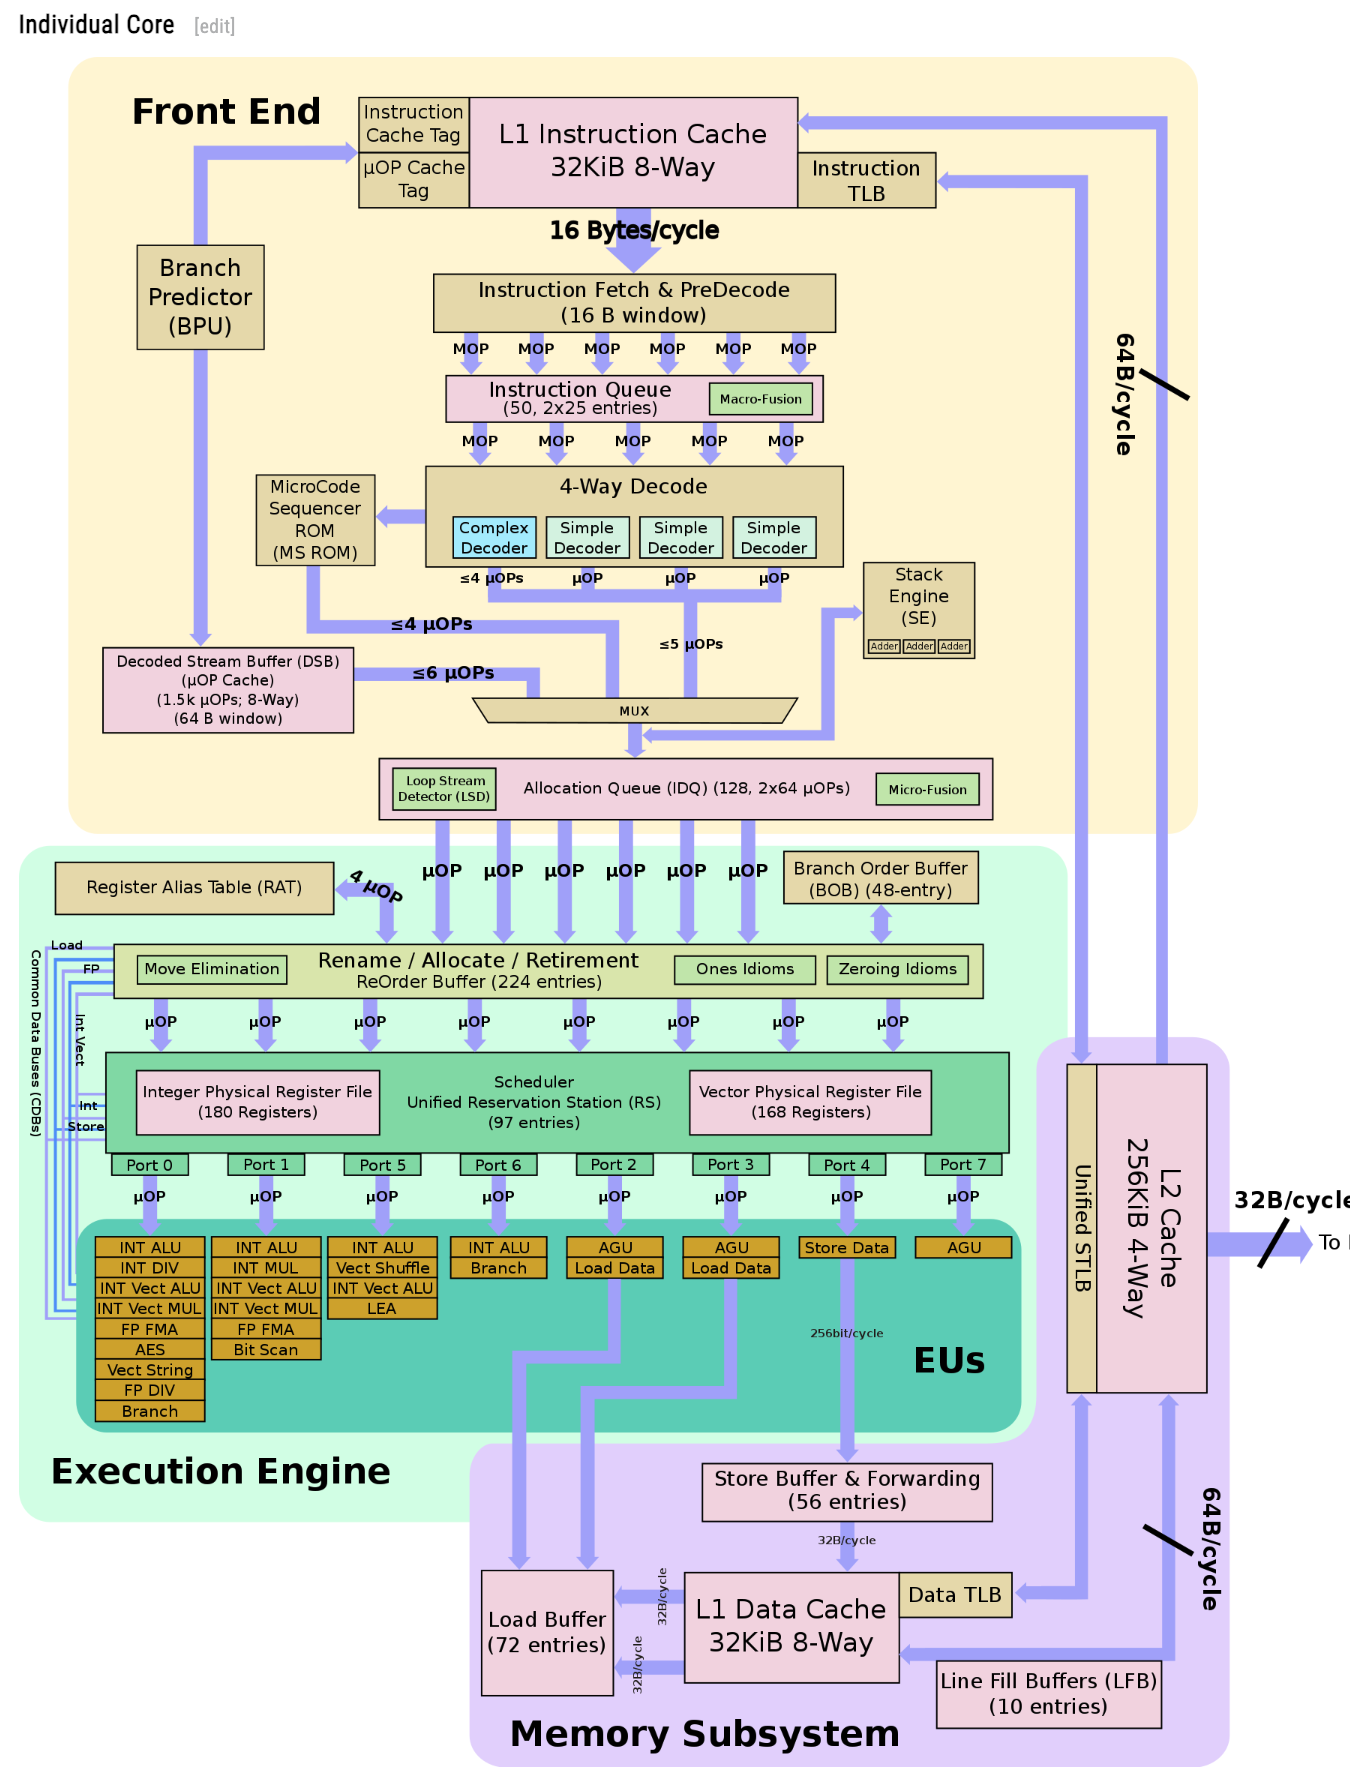 Individual Core [edit]
Front End
Instruction
Cache Tag
µOP Cache
Tag
L1 Instruction Cache
32KiB 8-Way
Instruction
TLB
16 Bytes/cycle
Branch
Predictor
(BPU)
Instruction Fetch & PreDecode
(16 B window)
MOP MOP MOP MOP MOP MOP
Instruction Queue
(50, 2x25 entries)
Macro-Fusion
64B/cycle
MOP MOP MOP MOP MOP
4-Way Decode
Complex
Decoder
Simple
Decoder
Simple
Decoder
Simple
Decoder
MicroCode
Sequencer
ROM
(MS ROM)
≤4 µOPs µOP µOP µOP
Stack
Engine
(SE)
Adder Adder Adder
≤4 µOPs
≤5 µOPs
Decoded Stream Buffer (DSB)
(µOP Cache)
(1.5k µOPs; 8-Way)
(64 B window)
≤6 µOPs
MUX
Loop Stream
Detector (LSD)
Allocation Queue (IDQ) (128, 2x64 µOPs)
Micro-Fusion
µOP µOP µOP µOP µOP µOP
Register Alias Table (RAT)
4 µOP
Branch Order Buffer
(BOB) (48-entry)
Rename / Allocate / Retirement
ReOrder Buffer (224 entries)
Move Elimination
Ones Idioms
Zeroing Idioms
Load
FP
Common Data Buses (CDBs)
Int Vect
Int
Store
µOP µOP µOP µOP µOP µOP µOP µOP
Integer Physical Register File
(180 Registers)
Scheduler
Unified Reservation Station (RS)
(97 entries)
Vector Physical Register File
(168 Registers)
Port 0 Port 1 Port 5 Port 6 Port 2 Port 3 Port 4 Port 7
µOP µOP µOP µOP µOP µOP µOP µOP
INT ALU
INT DIV
INT Vect ALU
INT Vect MUL
FP FMA
AES
Vect String
FP DIV
Branch
INT ALU
INT MUL
INT Vect ALU
INT Vect MUL
FP FMA
Bit Scan
INT ALU
Vect Shuffle
INT Vect ALU
LEA
INT ALU
Branch
AGU
Load Data
AGU
Load Data
Store Data
AGU
256bit/cycle
EUs
Execution Engine
Unified STLB
L2 Cache
256KiB 4-Way
32B/cycle
To
Store Buffer & Forwarding
(56 entries)
32B/cycle
64B/cycle
Load Buffer
(72 entries)
32B/cycle
32B/cycle
L1 Data Cache
32KiB 8-Way
Data TLB
Line Fill Buffers (LFB)
(10 entries)
Memory Subsystem